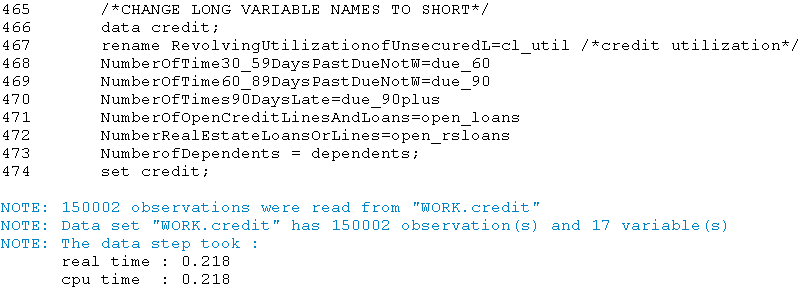 465 /*CHANGE LONG VARIABLE NAMES TO SHORT*/
466 data credit;
467 rename RevolvingUtilizationofUnsecuredL=cl_util /*credit utilization*/
468 NumberOfTime30_59DaysPastDueNotW=due_60
469 NumberOfTime60_89DaysPastDueNotW=due_90
470 NumberOfTimes90DaysLate=due_90plus
471 NumberOfOpenCreditLinesAndLoans=open_loans
472 NumberRealEstateLoansOrLines=open_rsloans
473 NumberofDependents = dependents;
474 set credit;
NOTE: 150002 observations were read from "WORK.credit"
NOTE: Data set "WORK.credit" has 150002 observation(s) and 17 variable(s)
NOTE: The data step took :
real time : 0.218
cpu time : 0.218